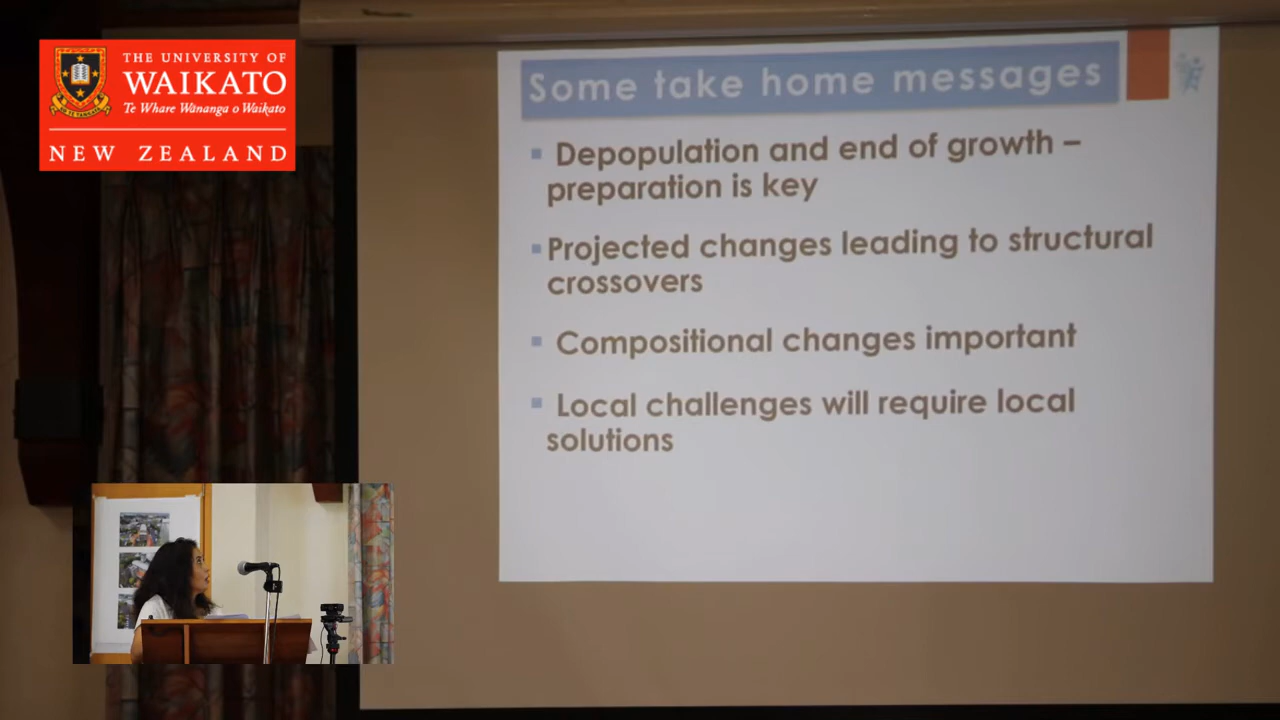 THE UNIVERSITY OF
WAIKATO
Te Whare Wānanga o Waikato
NEW ZEALAND
Some take home messages
▪ Depopulation and end of growth –
preparation is key
▪ Projected changes leading to structural
crossovers
▪ Compositional changes important
▪ Local challenges will require local
solutions